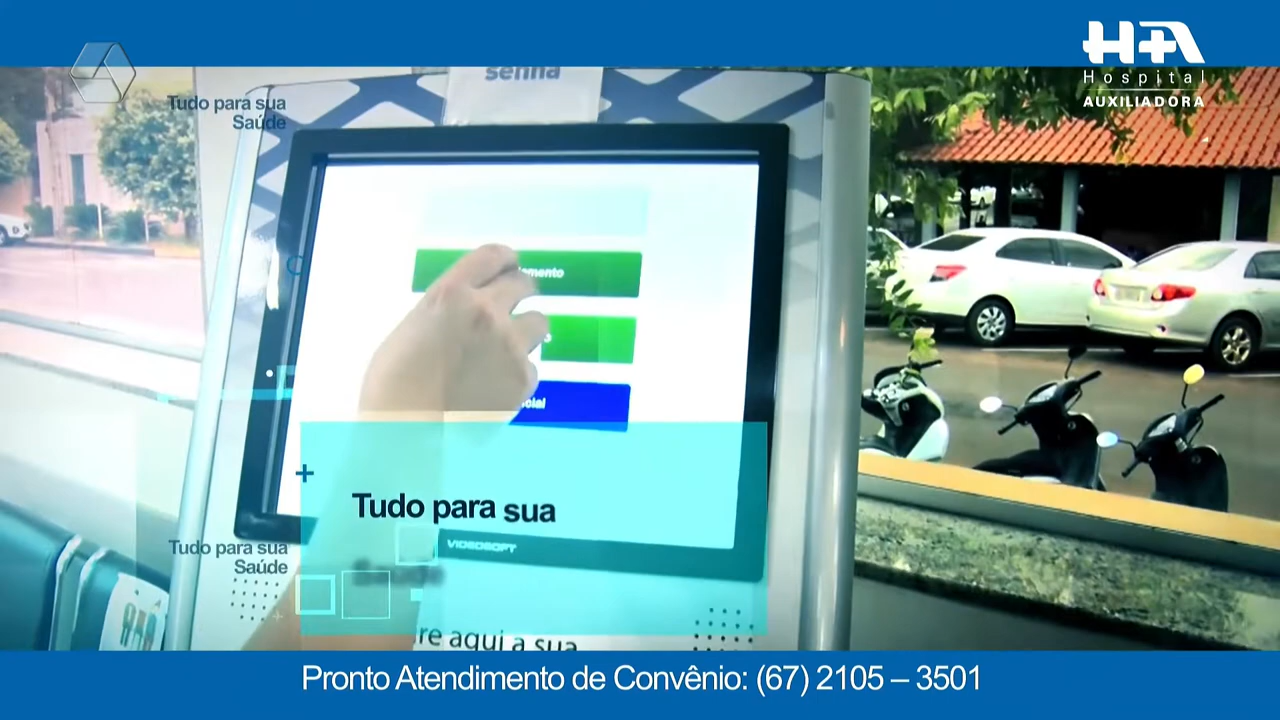 HA
Hospital
AUXILIADORA
senha
Tudo para sua
Saúde
Tudo para sua
VIDEOSOFT
Tudo para sua
Saúde
re aqui a sua
Pronto Atendimento de Convênio: (67) 2105 – 3501